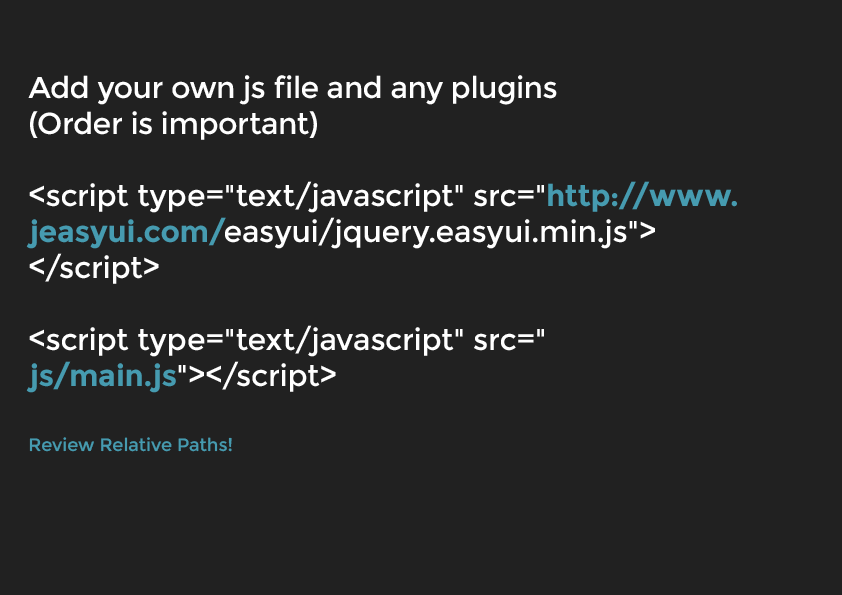 Add your own js file and any plugins
(Order is important)
<script type="text/javascript" src="http://www.
jeasyui.com/easyui/jquery.easyui.min.js">
</script>
<script type="text/javascript" src="
js/main.js"></script>
Review Relative Paths!